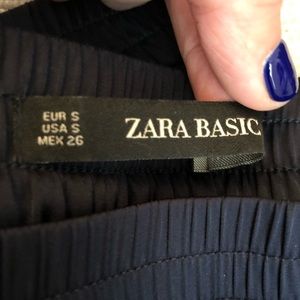 EUR S
USA S
MEX 26
ZARA BASIC